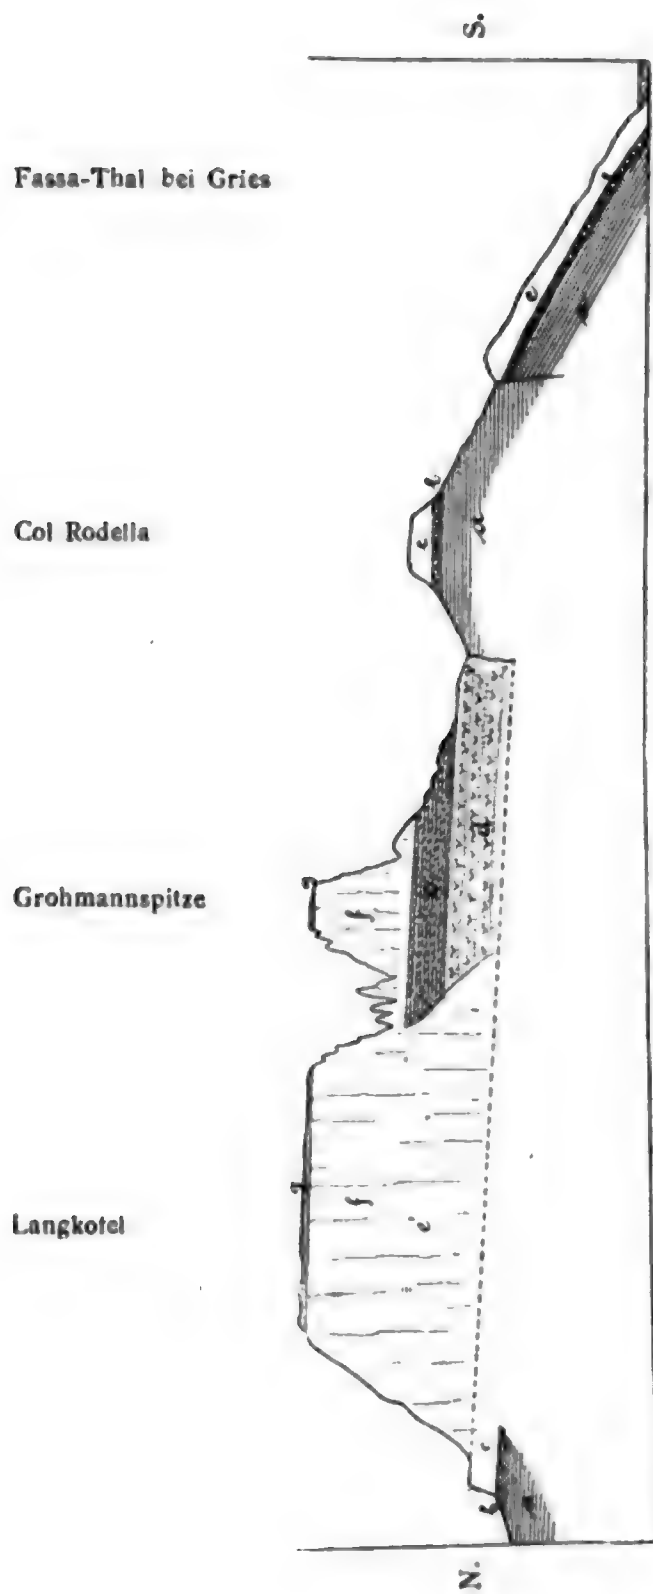 S.
Fassa-Thal bei Gries
b
e
Col Rodella
b
e
a
Grohmannspitze
g
f
d
Langkofel
g
f
e'
e
b
N.